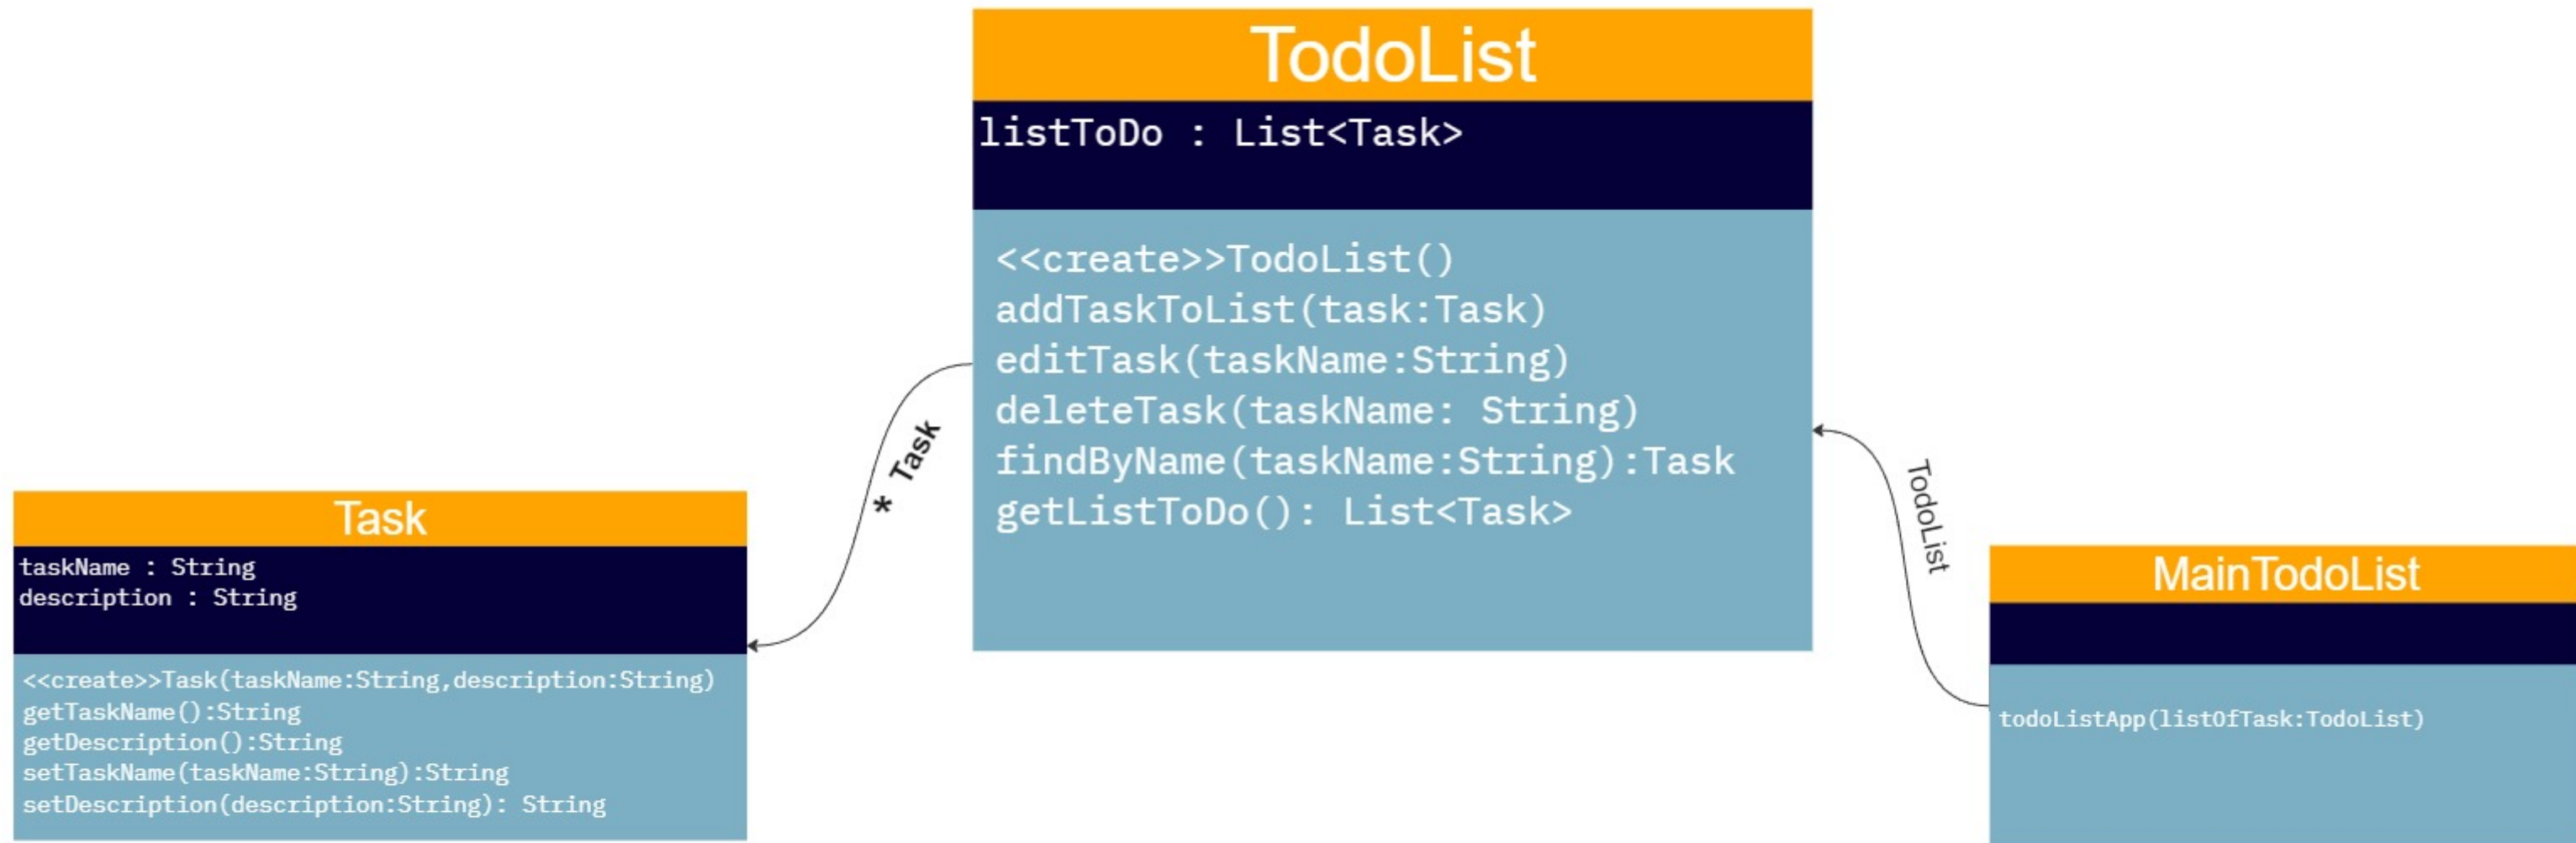 TodoList
listToDo : List<Task>
<<create>>TodoList()
addTaskToList(task:Task)
editTask(taskName:String)
deleteTask(taskName: String)
findByName(taskName:String):Task
getListToDo(): List<Task>
* Task
TodoList
Task
taskName : String
description : String
<<create>>Task(taskName:String,description:String)
getTaskName():String
getDescription():String
setTaskName(taskName:String):String
setDescription(description:String): String
MainTodoList
todoListApp(listOfTask:TodoList)